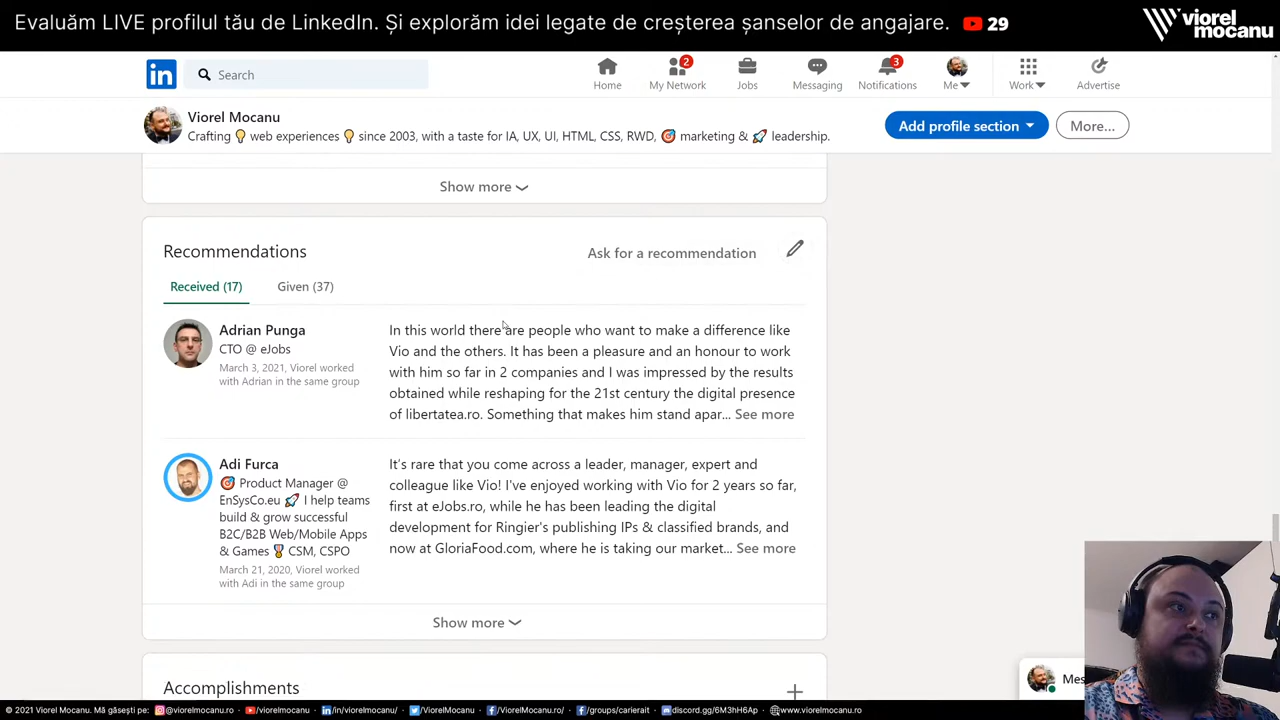 Evaluăm LIVE profilul tău de LinkedIn. Și explorăm idei legate de creșterea șanselor de angajare. 29
viorel
mocanu
in Search
2
3
Home My Network Jobs Messaging Notifications Me Work Advertise
Viorel Mocanu
Crafting web experiences since 2003, with a taste for IA, UX, UI, HTML, CSS, RWD, marketing & leadership.
Add profile section More...
Show more
Recommendations
Ask for a recommendation
Received (17) Given (37)
Adrian Punga
CTO @ eJobs
March 3, 2021, Viorel worked
with Adrian in the same group
In this world there are people who want to make a difference like
Vio and the others. It has been a pleasure and an honour to work
with him so far in 2 companies and I was impressed by the results
obtained while reshaping for the 21st century the digital presence
of libertatea.ro. Something that makes him stand apar... See more
Adi Furca
Product Manager @
EnSysCo.eu I help teams
build & grow successful
B2C/B2B Web/Mobile Apps
& Games CSM, CSPO
March 21, 2020, Viorel worked
with Adi in the same group
It's rare that you come across a leader, manager, expert and
colleague like Vio! I've enjoyed working with Vio for 2 years so far,
first at eJobs.ro, while he has been leading the digital
development for Ringier's publishing IPs & classified brands, and
now at GloriaFood.com, where he is taking our market... See more
Show more
Accomplishments
Mes
© 2021 Viorel Mocanu. Mă găsești pe: @viorelmocanu.ro /viorelmocanu in/in/viorelmocanu/ /ViorelMocanu /ViorelMocanu.ro/ /groups/carierait discord.gg/6M3hH6Ap www.viorelmocanu.ro